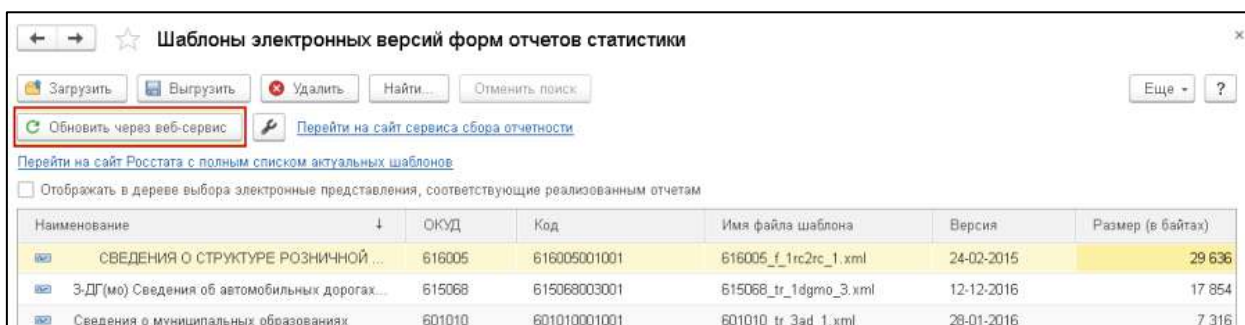 Шаблоны электронных версий форм отчетов статистики
Загрузить Выгрузить Удалить Найти... Отменить поиск Еще ?
Обновить через веб-сервис Перейти на сайт сервиса сбора отчетности
Перейти на сайт Росстата с полным списком актуальных шаблонов
Отображать в дереве выбора электронные представления, соответствующие реализованным отчетам
Наименование ОКУД Код Имя файла шаблона Версия Размер (в байтах)
СВЕДЕНИЯ О СТРУКТУРЕ РОЗНИЧНОЙ ... 616005 616005001001 616005_f_1rc2rc_1.xml 24-02-2015 29 636
3-ДГ(мо) Сведения об автомобильных дорогах... 615068 615068003001 615068_tr_1dgmo_3.xml 12-12-2016 17 854
Сведения о муниципальных образованиях 601010 601010001001 601010_tr_3ad_1.xml 28-01-2016 7 316